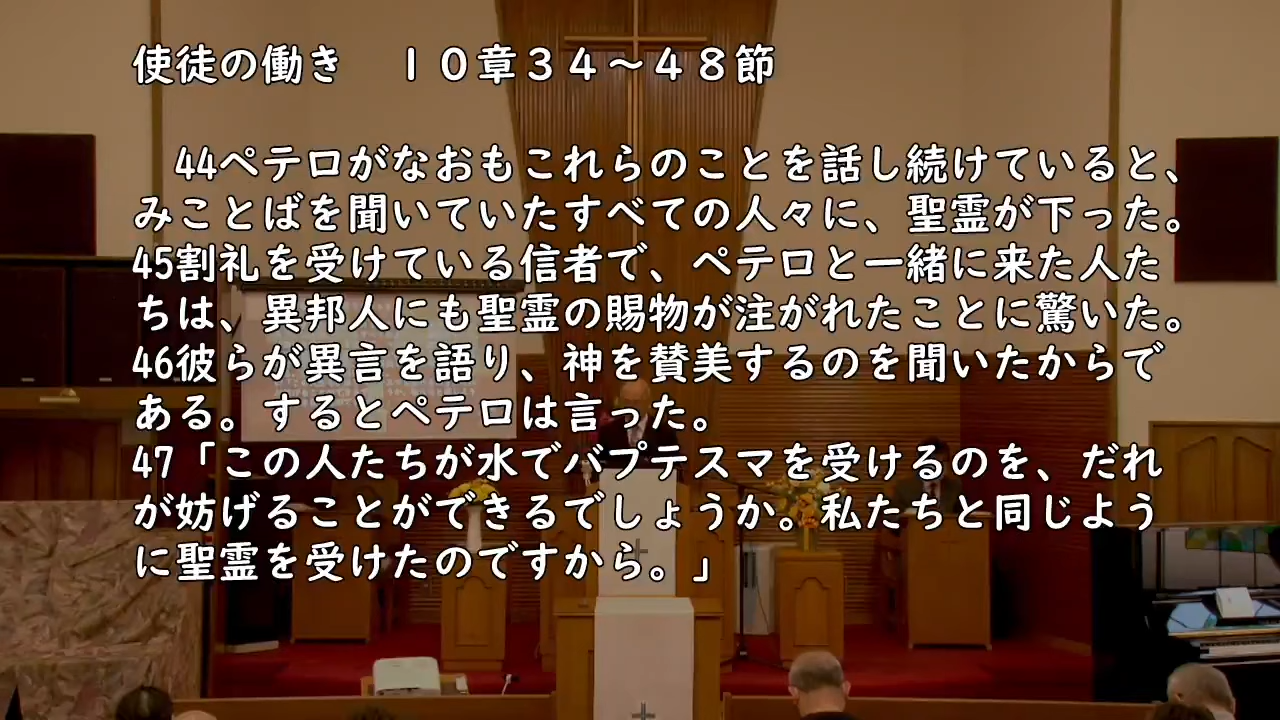 使徒の働き　１０章３４～４８節
44ペテロがなおもこれらのことを話し続けていると、
みことばを聞いていたすべての人々に、聖霊が下った。
45割礼を受けている信者で、ペテロと一緒に来た人た
ちは、異邦人にも聖霊の賜物が注がれたことに驚いた。
46彼らが異言を語り、神を賛美するのを聞いたからで
ある。するとペテロは言った。
47「この人たちが水でバプテスマを受けるのを、だれ
が妨げることができるでしょうか。私たちと同じよう
に聖霊を受けたのですから。」